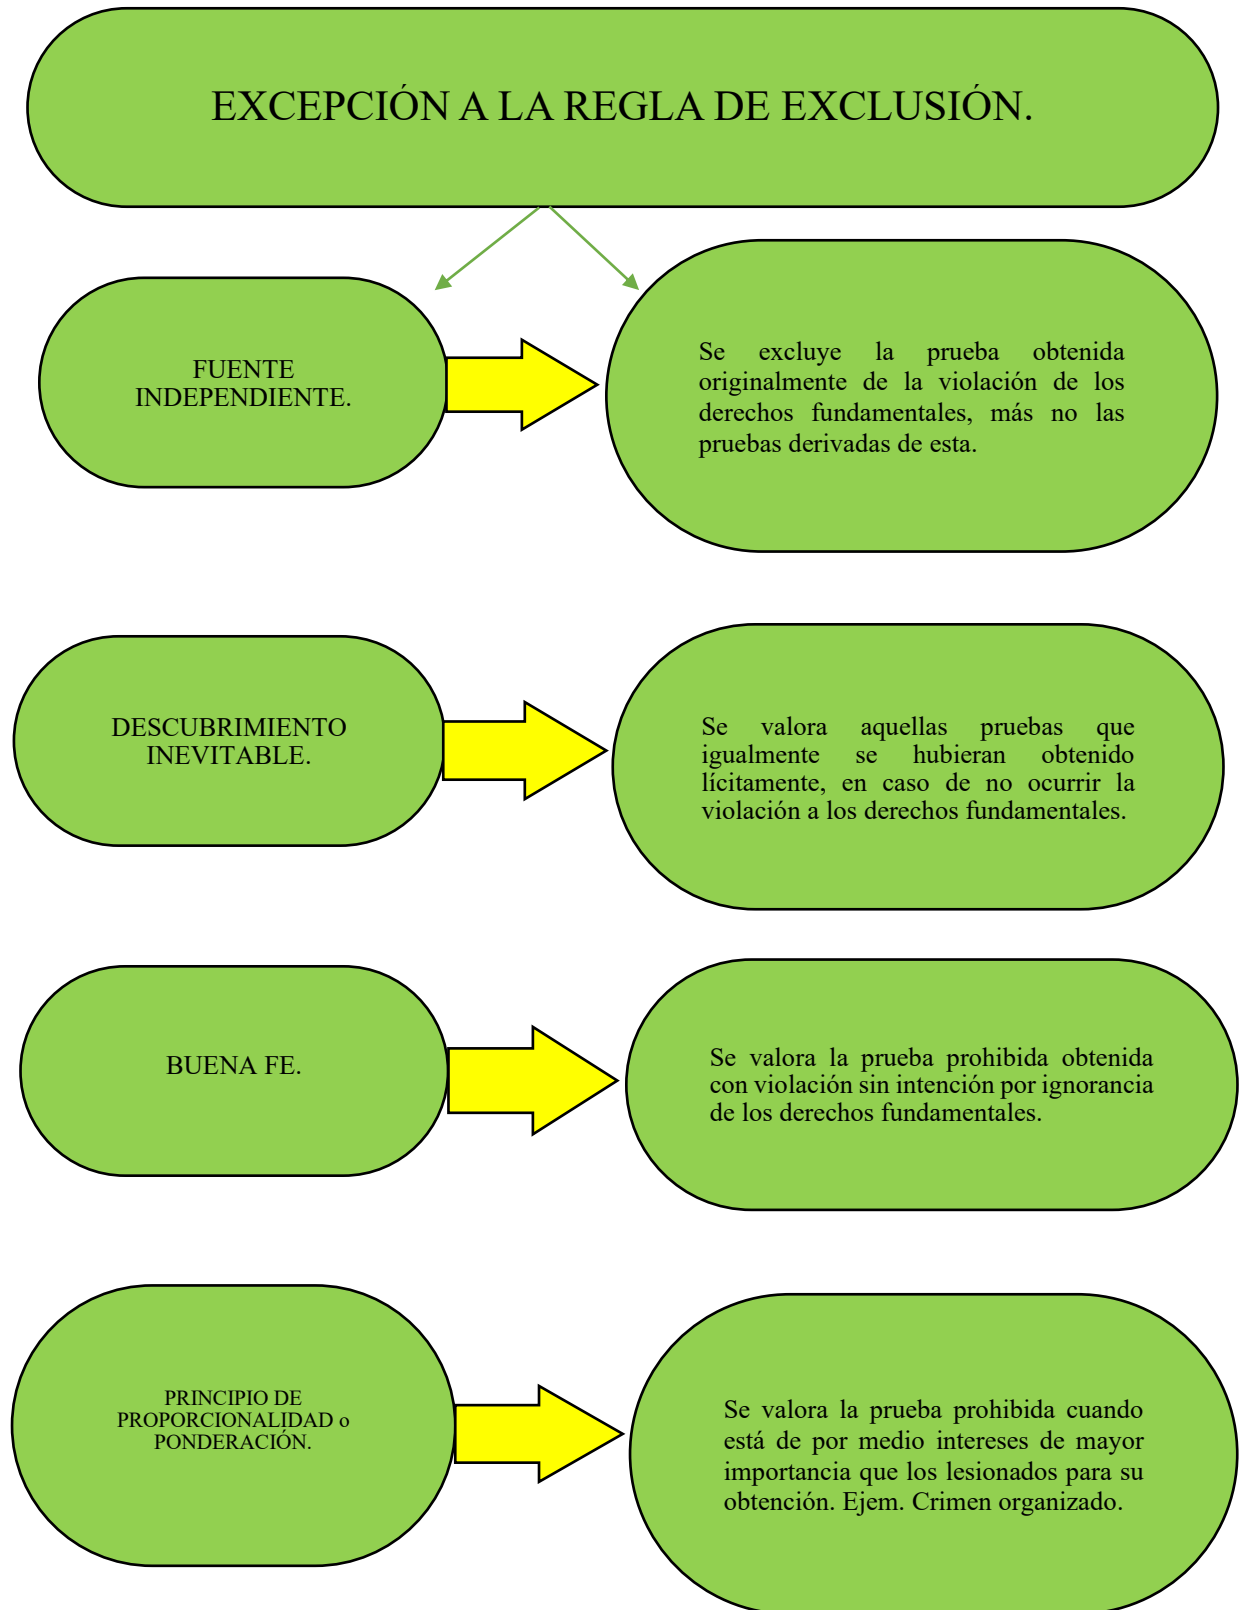 EXCEPCIÓN A LA REGLA DE EXCLUSIÓN.
FUENTE
INDEPENDIENTE.
Se excluye la prueba obtenida
originalmente de la violación de los
derechos fundamentales, más no las
pruebas derivadas de esta.
DESCUBRIMIENTO
INEVITABLE.
Se valora aquellas pruebas que
igualmente se hubieran obtenido
lícitamente, en caso de no ocurrir la
violación a los derechos fundamentales.
BUENA FE.
Se valora la prueba prohibida obtenida
con violación sin intención por ignorancia
de los derechos fundamentales.
PRINCIPIO DE
PROPORCIONALIDAD o
PONDERACIÓN.
Se valora la prueba prohibida cuando
está de por medio intereses de mayor
importancia que los lesionados para su
obtención. Ejem. Crimen organizado.